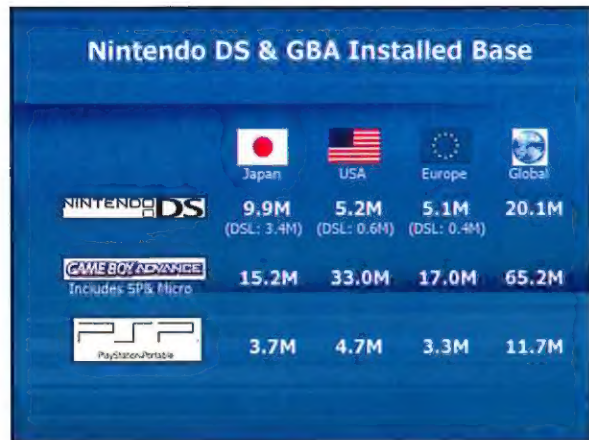 Nintendo DS & GBA Installed Base
Japan USA Europe Global
NINTENDO DS 9.9M 5.2M 5.1M 20.1M
(DSL: 3.4M) (DSL: 0.6M) (DSL: 0.4M)
GAME BOY ADVANCE 15.2M 33.0M 17.0M 65.2M
Includes SP& Micro
PSP 3.7M 4.7M 3.3M 11.7M
PlayStation-Portable